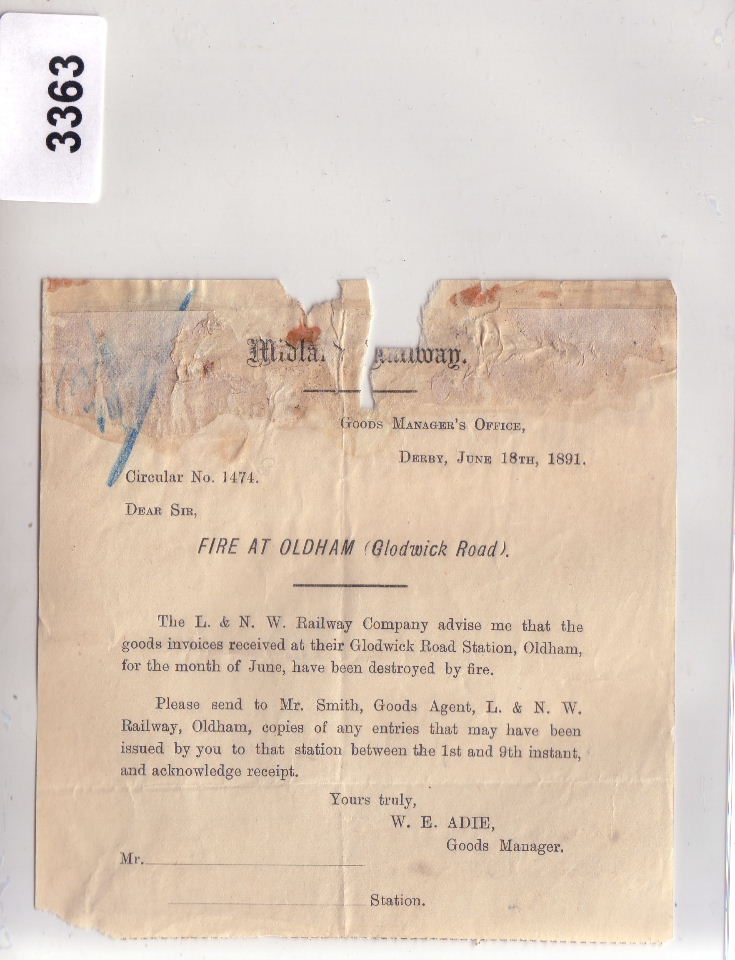 3363
Midla    ailway.
Goods Manager's Office,
Derby, June 18th, 1891.
Circular No. 1474.
Dear Sir,
FIRE AT OLDHAM (Glodwick Road).
The L. & N. W. Railway Company advise me that the
goods invoices received at their Glodwick Road Station, Oldham,
for the month of June, have been destroyed by fire.
Please send to Mr. Smith, Goods Agent, L. & N. W.
Railway, Oldham, copies of any entries that may have been
issued by you to that station between the 1st and 9th instant,
and acknowledge receipt.
Yours truly,
W. E. ADIE,
Goods Manager.
Mr.
Station.